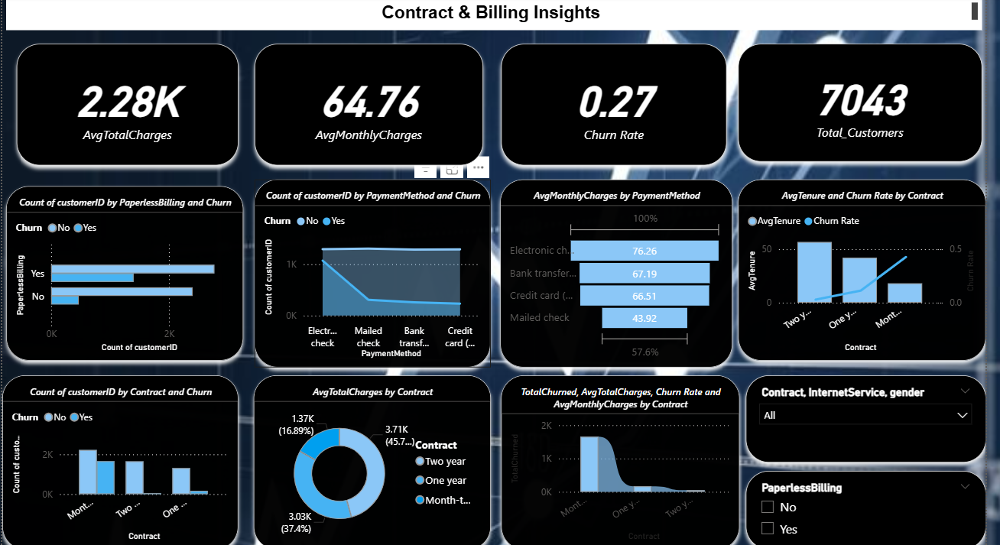 Contract & Billing Insights
2.28K
AvgTotalCharges
64.76
AvgMonthlyCharges
0.27
Churn Rate
7043
Total_Customers
Count of customerID by PaperlessBilling and Churn
Churn No Yes
PaperlessBilling
Yes
No
0K 2K
Count of customerID
Count of customerID by PaymentMethod and Churn
Churn No Yes
Count of customerID
1K
0K
Electr... Mailed Bank Credit
check check transf... card (...
PaymentMethod
AvgMonthlyCharges by PaymentMethod
100%
Electronic ch... 76.26
Bank transfer... 67.19
Credit card (... 66.51
Mailed check 43.92
57.6%
AvgTenure and Churn Rate by Contract
AvgTenure Churn Rate
AvgTenure
50 0.5
0 0.0
Churn Rate
Two y... One y... Mont...
Contract
Count of customerID by Contract and Churn
Churn No Yes
Count of custo...
2K
0K
Mont... Two ... One ...
Contract
AvgTotalCharges by Contract
1.37K
(16.89%)
3.71K
(45.7...)
3.03K
(37.4%)
Contract
Two year
One year
Month-t...
TotalChurned, AvgTotalCharges, Churn Rate and
AvgMonthlyCharges by Contract
TotalChurned
2K
1K
0K
Mont... One y... Two y...
Contract
Contract, InternetService, gender
All
PaperlessBilling
No
Yes